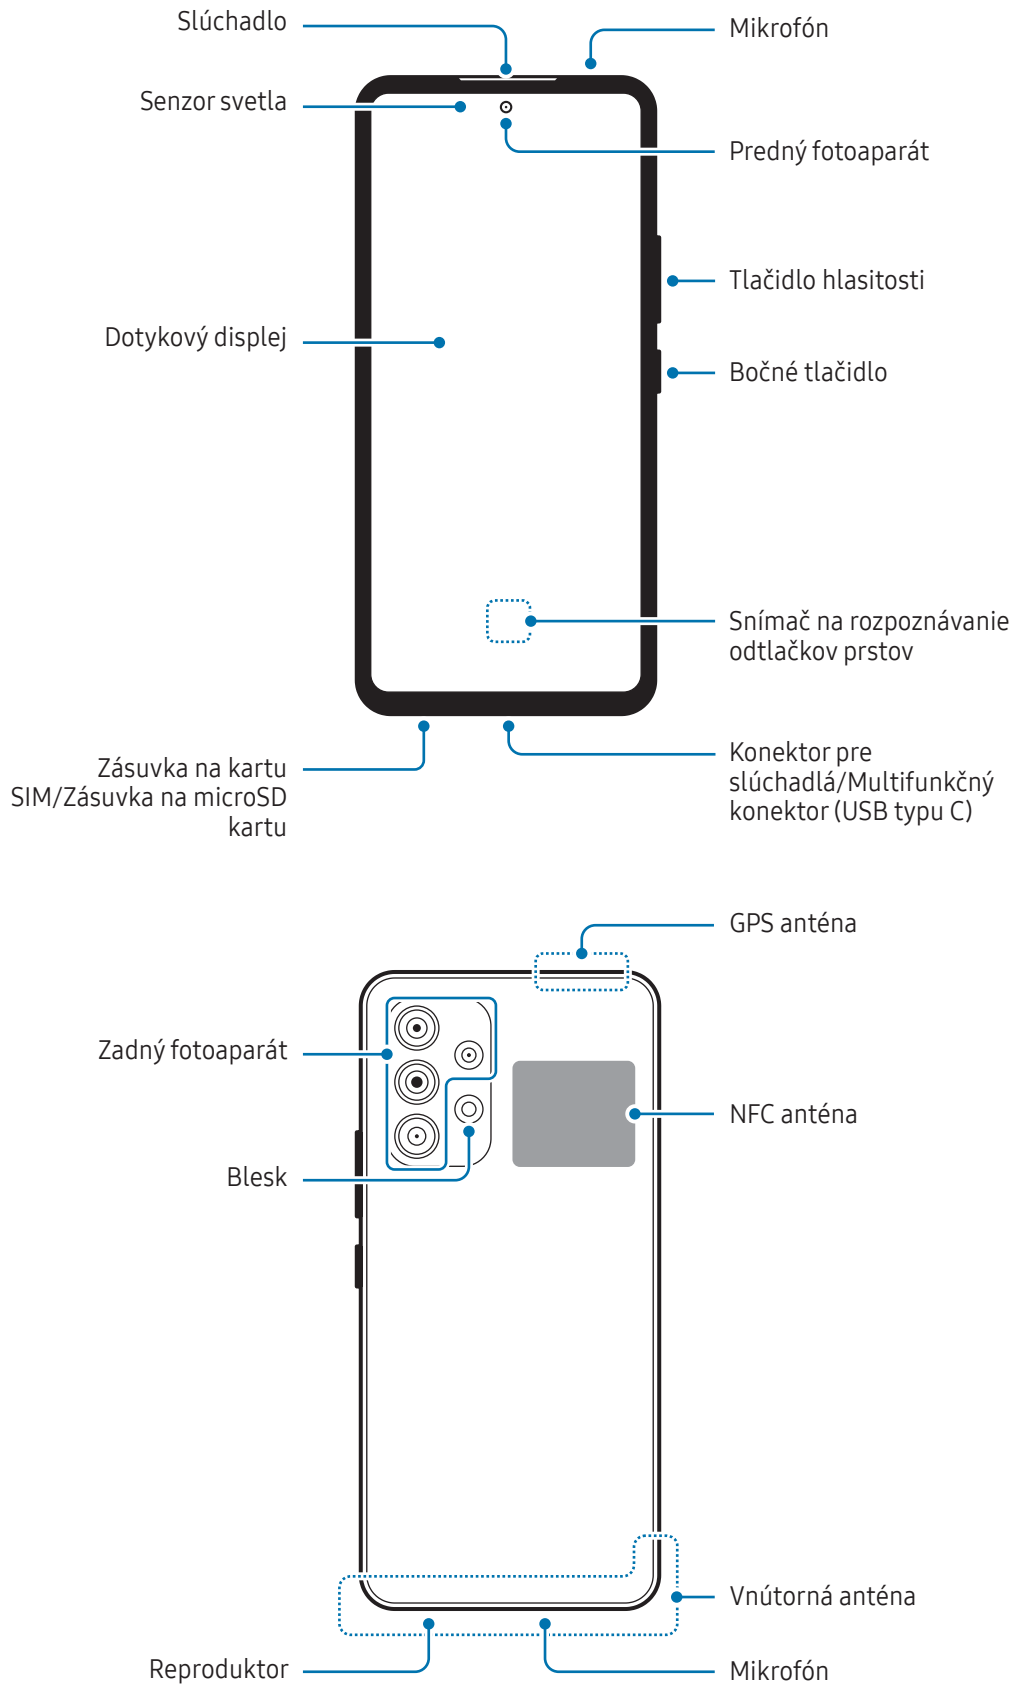 Slúchadlo
Mikrofón
Senzor svetla
Predný fotoaparát
Tlačidlo hlasitosti
Dotykový displej
Bočné tlačidlo
Snímač na rozpoznávanie
odtlačkov prstov
Zásuvka na kartu
SIM/Zásuvka na microSD
kartu
Konektor pre
slúchadlá/Multifunkčný
konektor (USB typu C)
GPS anténa
Zadný fotoaparát
NFC anténa
Blesk
Vnútorná anténa
Reproduktor
Mikrofón